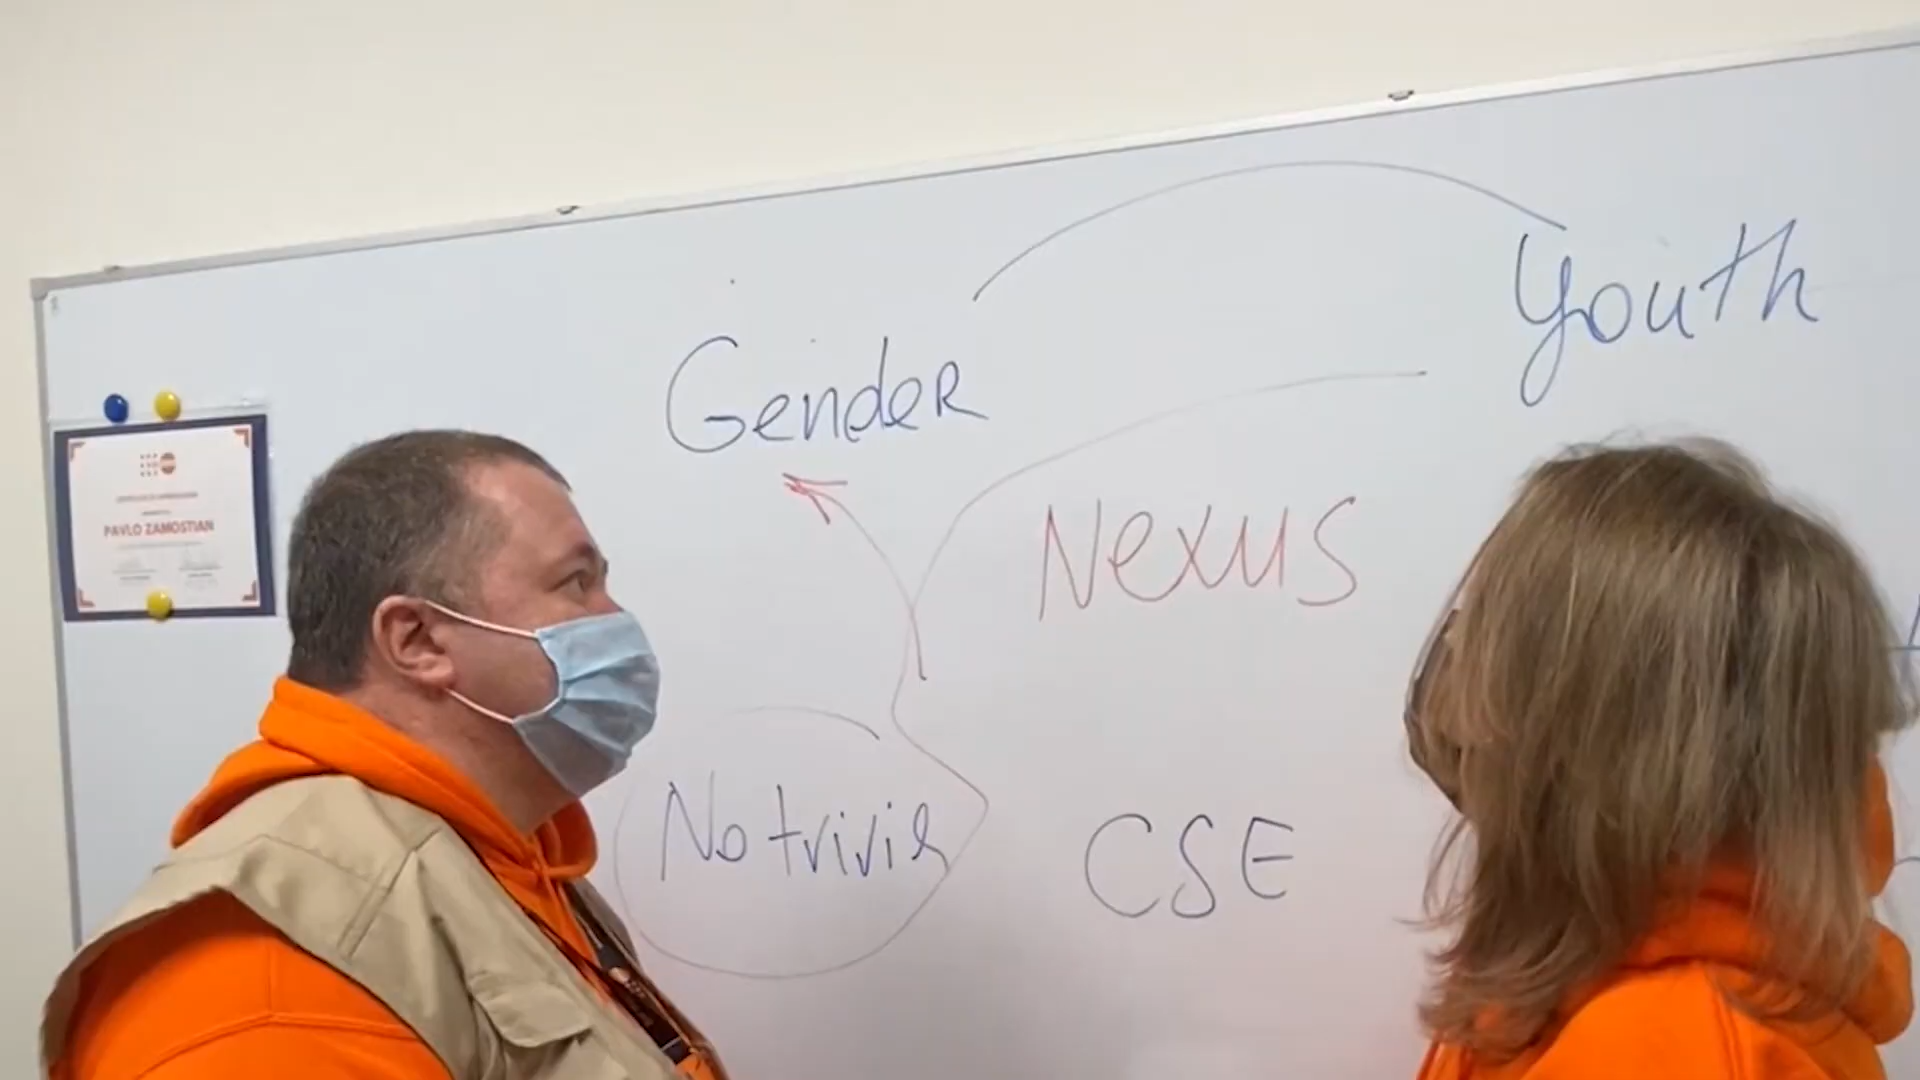 Youth
Gender
Nexus
PAVLO ZAMOSTIAN
No trivia
CSE